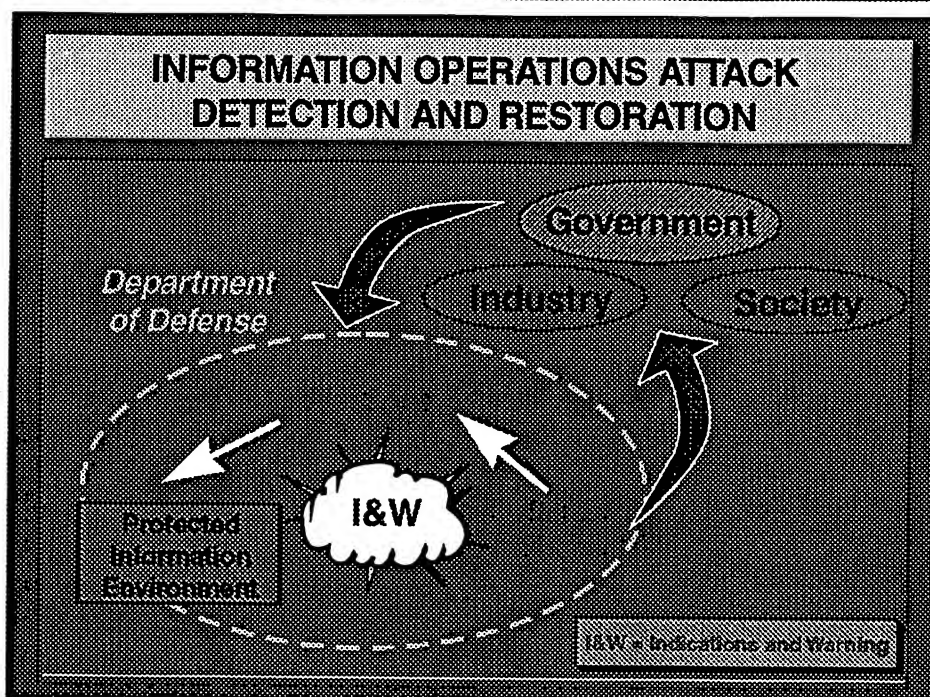 INFORMATION OPERATIONS ATTACK
DETECTION AND RESTORATION
Government
Department
of Defense
Industry
Society
I&W
Protected
Information
Environment
I&W = Indications and Warning